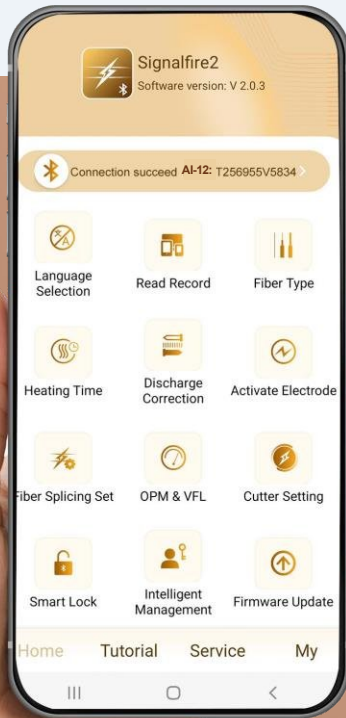 Signalfire2
Software version: V 2.0.3
Connection succeed AI-12: T256955V5834
Language
Selection
Read Record
Fiber Type
Heating Time
Discharge
Correction
Activate Electrode
Fiber Splicing Set
OPM & VFL
Cutter Setting
Smart Lock
Intelligent
Management
Firmware Update
Home Tutorial Service My